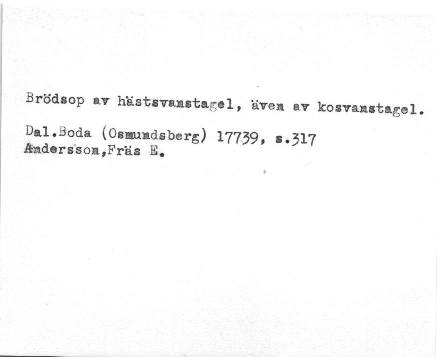 Brödsop av hästsvanstagel, även av kosvanstagel.
Dal.Boda (Osmundsberg) 17739, s.317
Andersson,Fräs E.